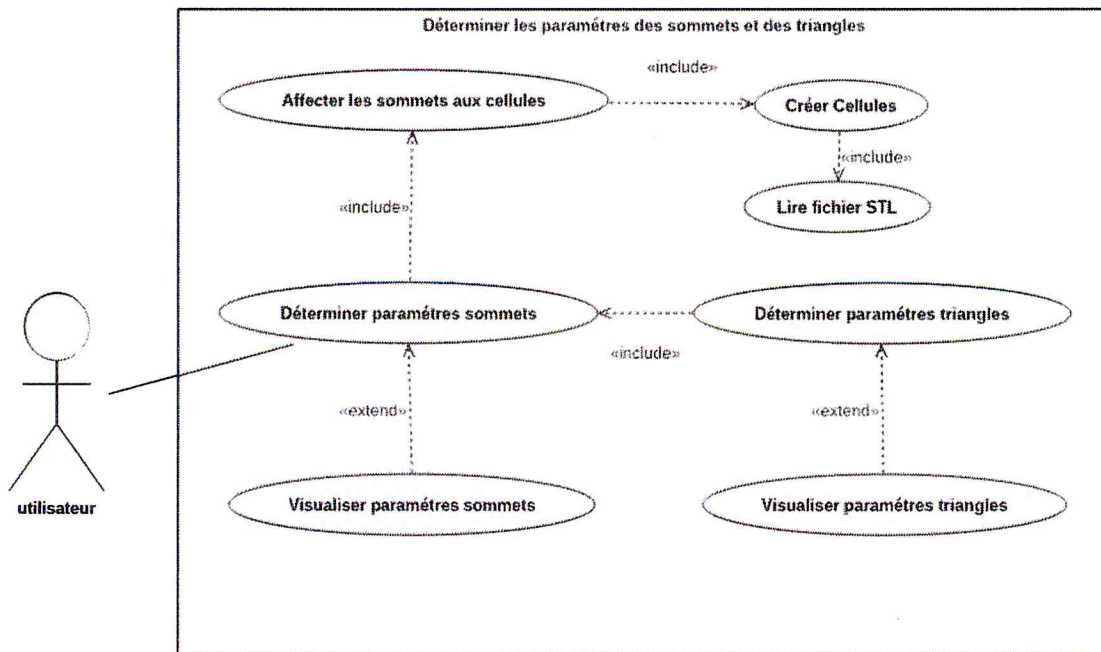 Déterminer les paramétres des sommets et des triangles
«include»
Affecter les sommets aux cellules
Créer Cellules
«include»
Lire fichier STL
«include»
Déterminer paramétres sommets
Déterminer paramétres triangles
«include»
«extend»
«extend»
Visualiser paramétres sommets
Visualiser paramétres triangles
utilisateur